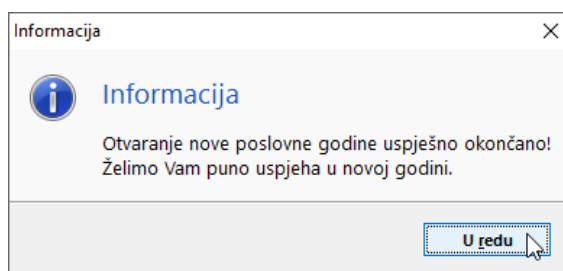 Informacija
Informacija
Otvaranje nove poslovne godine uspješno okončano!
Želimo Vam puno uspjeha u novoj godini.
U redu